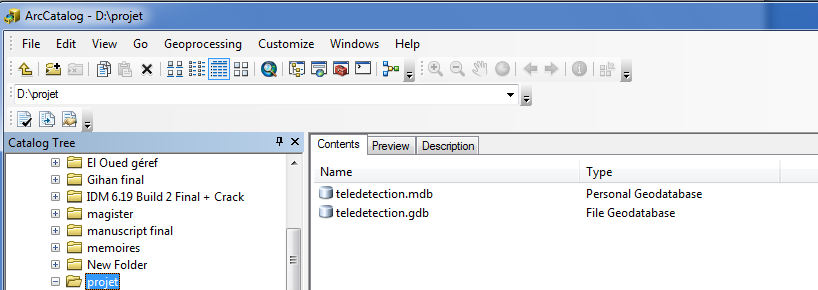 ArcCatalog - D:\projet
File Edit View Go Geoprocessing Customize Windows Help
D:\projet
Catalog Tree
El Oued géref
Gihan final
IDM 6.19 Build 2 Final + Crack
magister
manuscript final
memoires
New Folder
projet
Contents Preview Description
Name Type
teledetection.mdb Personal Geodatabase
teledetection.gdb File Geodatabase